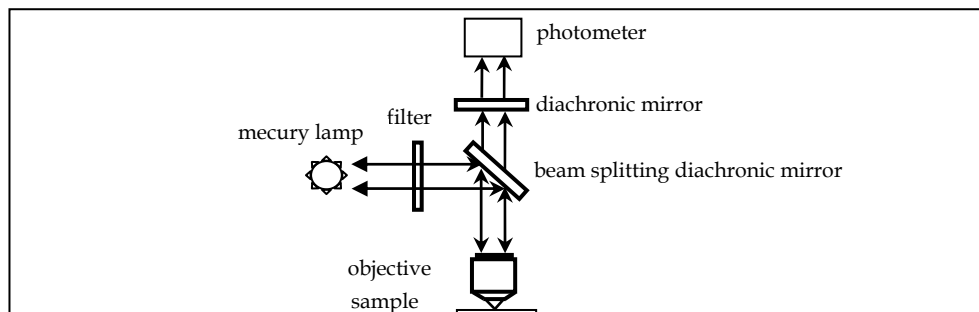 photometer
diachronic mirror
filter
mecury lamp
beam splitting diachronic mirror
objective
sample